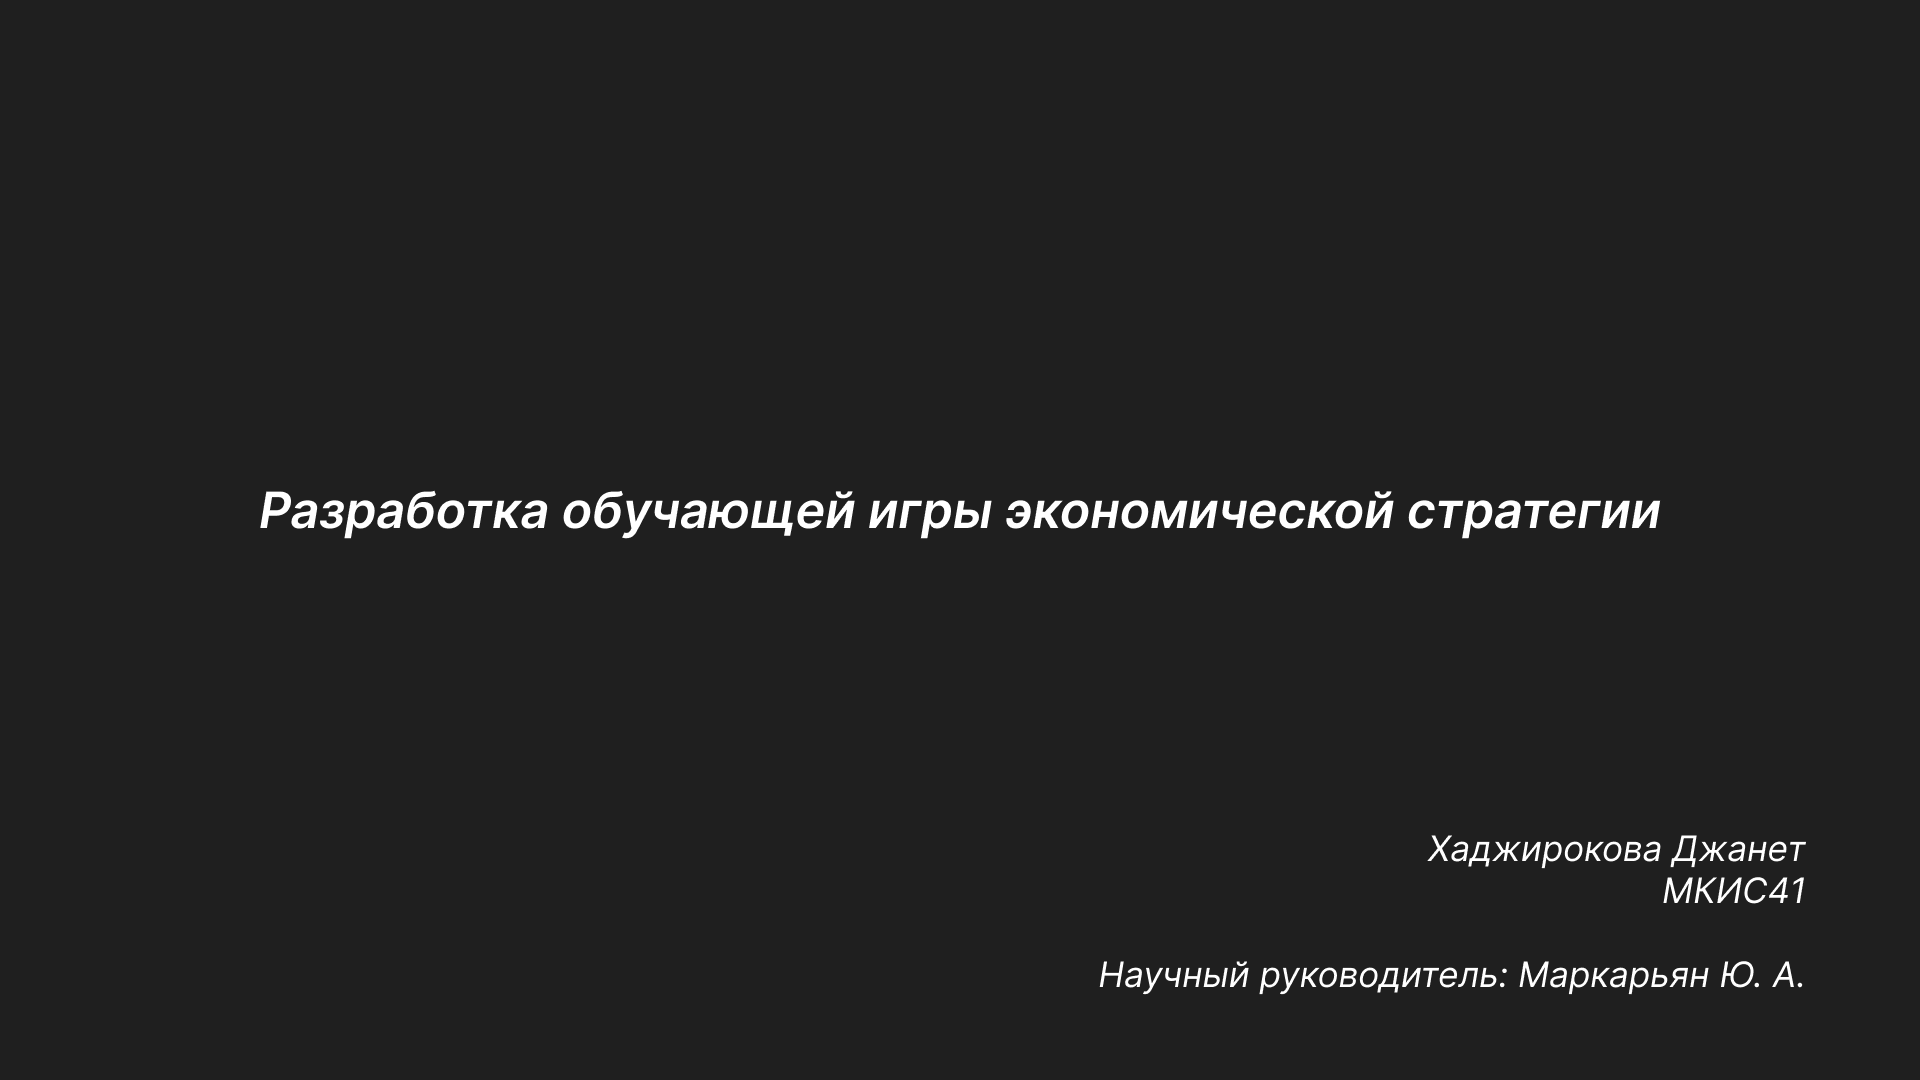 Разработка обучающей игры экономической стратегии
Хаджирокова Джанет
МКИС41
Научный руководитель: Маркарьян Ю. А.